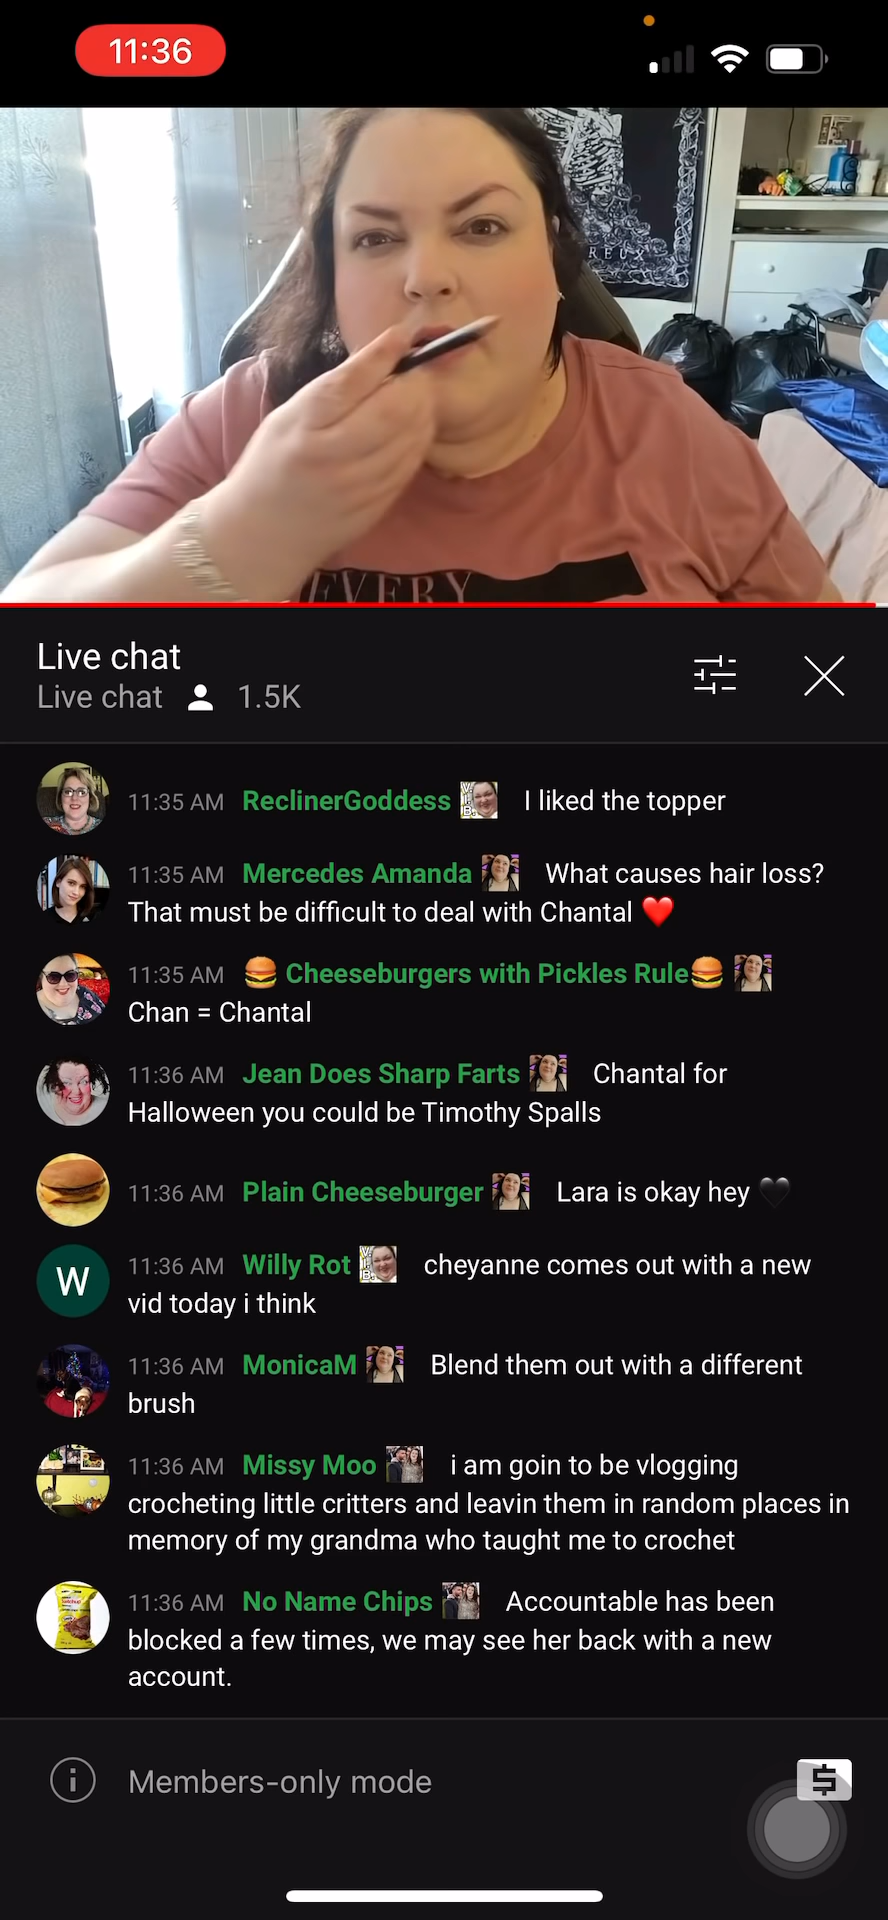 11:36
REUX
EVERY
Live chat
Live chat 1.5K
11:35 AM ReclinerGoddess I liked the topper
11:35 AM Mercedes Amanda What causes hair loss?
That must be difficult to deal with Chantal ❤️
11:35 AM 🍔 Cheeseburgers with Pickles Rule🍔
Chan = Chantal
11:36 AM Jean Does Sharp Farts Chantal for
Halloween you could be Timothy Spalls
11:36 AM Plain Cheeseburger Lara is okay hey 🖤
W
11:36 AM Willy Rot cheyanne comes out with a new
vid today i think
11:36 AM MonicaM Blend them out with a different
brush
11:36 AM Missy Moo i am goin to be vlogging
crocheting little critters and leavin them in random places in
memory of my grandma who taught me to crochet
11:36 AM No Name Chips Accountable has been
blocked a few times, we may see her back with a new
account.
Members-only mode
$